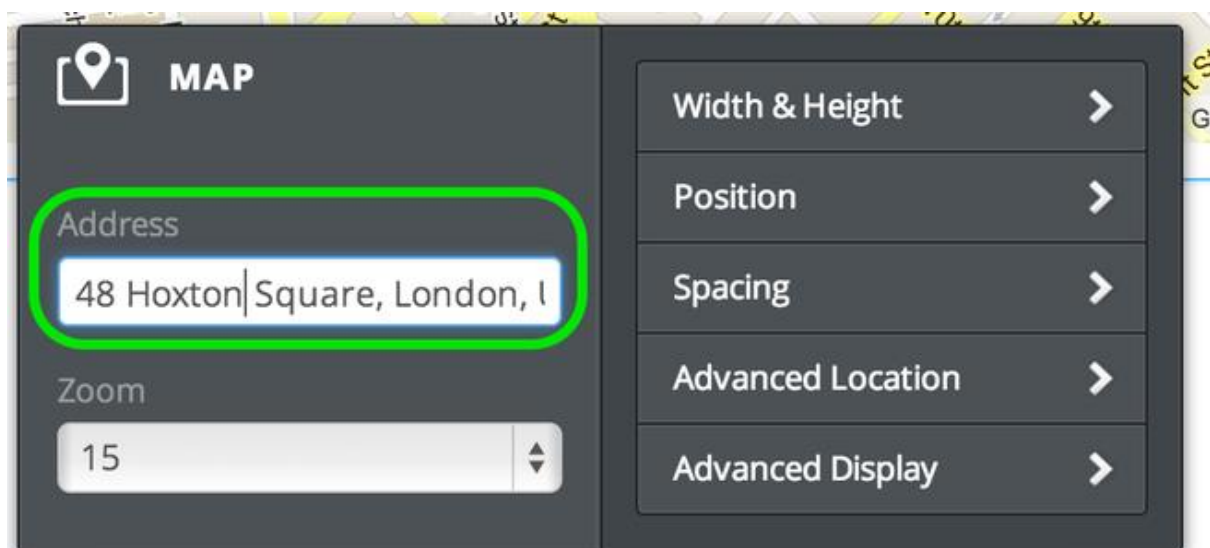 MAP
Address
48 Hoxton Square, London,
Zoom
15
Width & Height
Position
Spacing
Advanced Location
Advanced Display